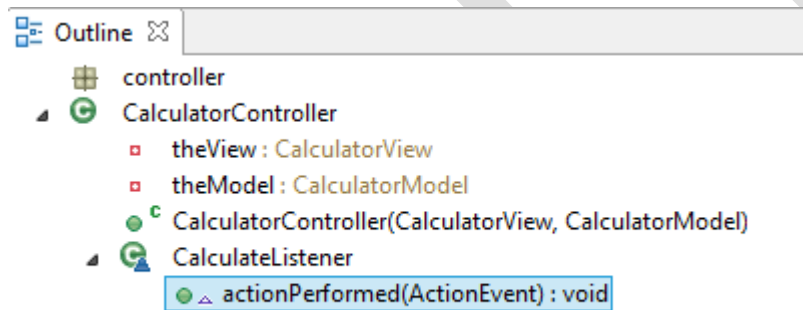 Outline
controller
CalculatorController
theView : CalculatorView
theModel : CalculatorModel
CalculatorController(CalculatorView, CalculatorModel)
CalculateListener
actionPerformed(ActionEvent) : void